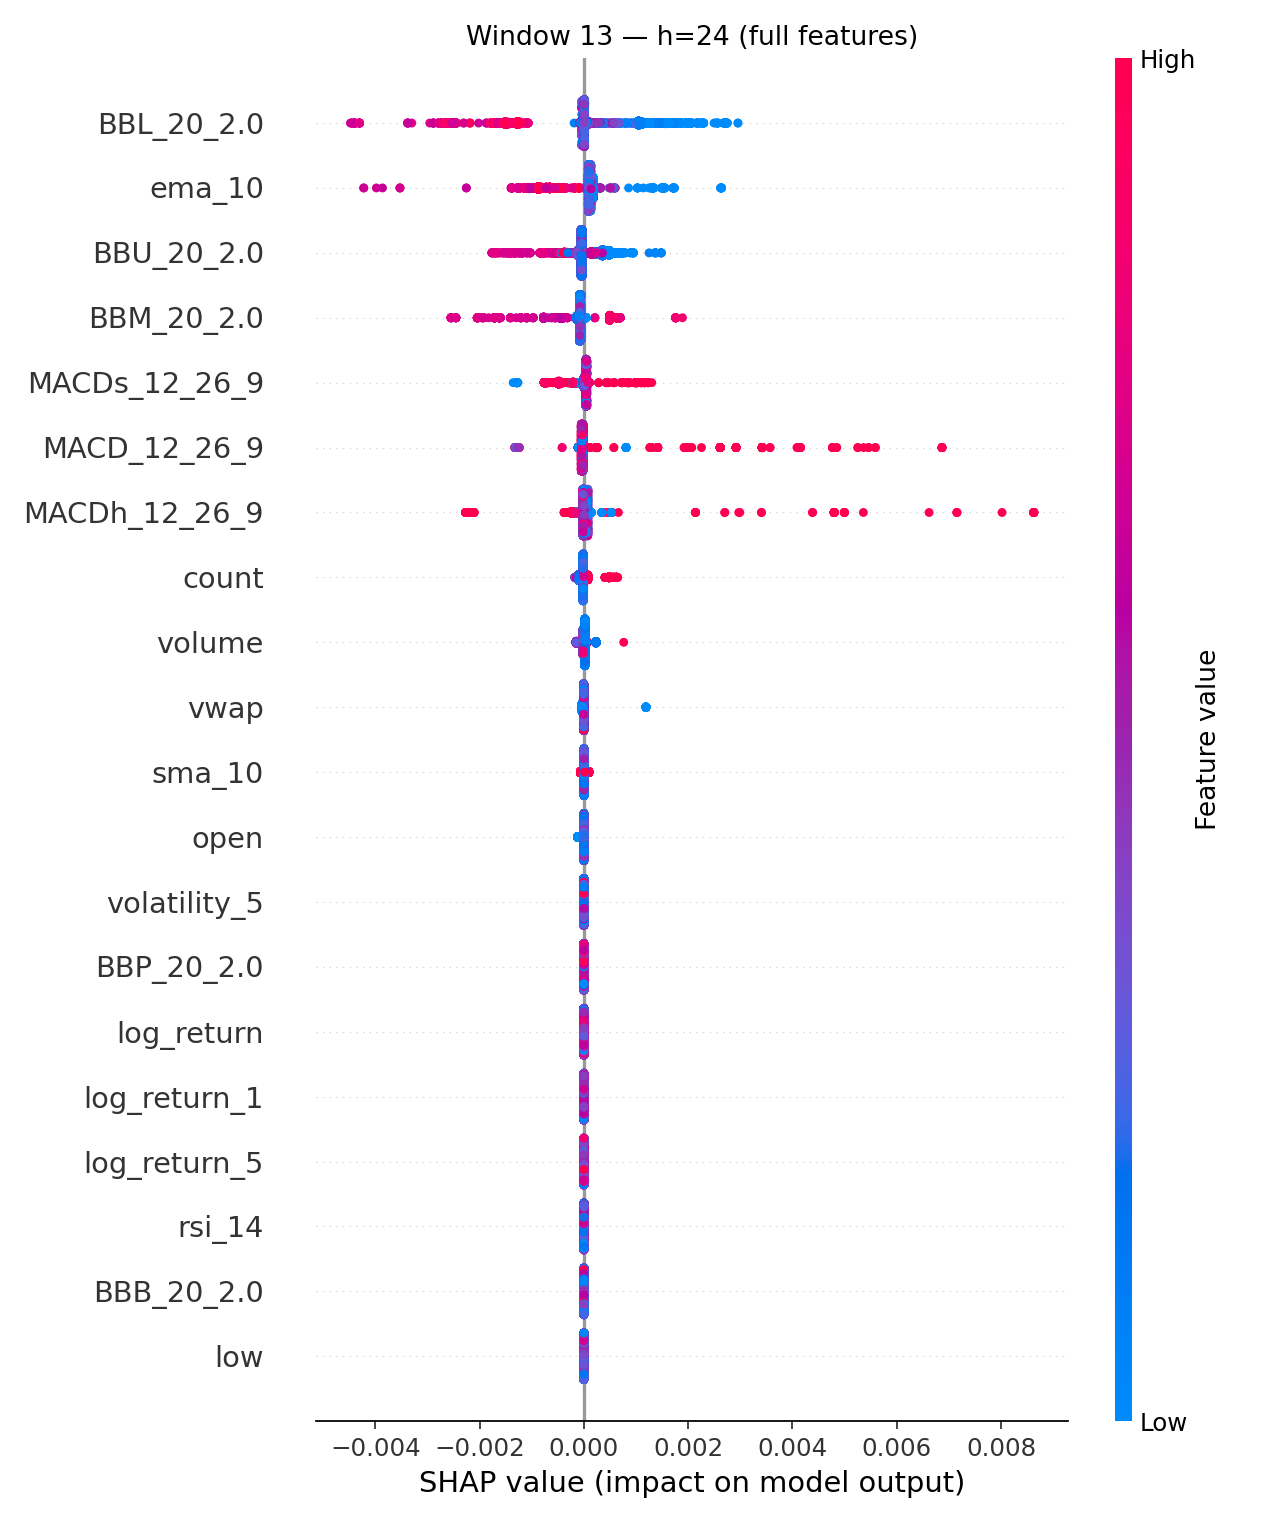 Window 13 — h=24 (full features)
High
BBL_20_2.0
ema_10
BBU_20_2.0
BBM_20_2.0
MACDs_12_26_9
MACD_12_26_9
MACDh_12_26_9
count
volume
vwap
sma_10
open
volatility_5
BBP_20_2.0
log_return
log_return_1
log_return_5
rsi_14
BBB_20_2.0
low
Feature value
Low
−0.004 −0.002 0.000 0.002 0.004 0.006 0.008
SHAP value (impact on model output)